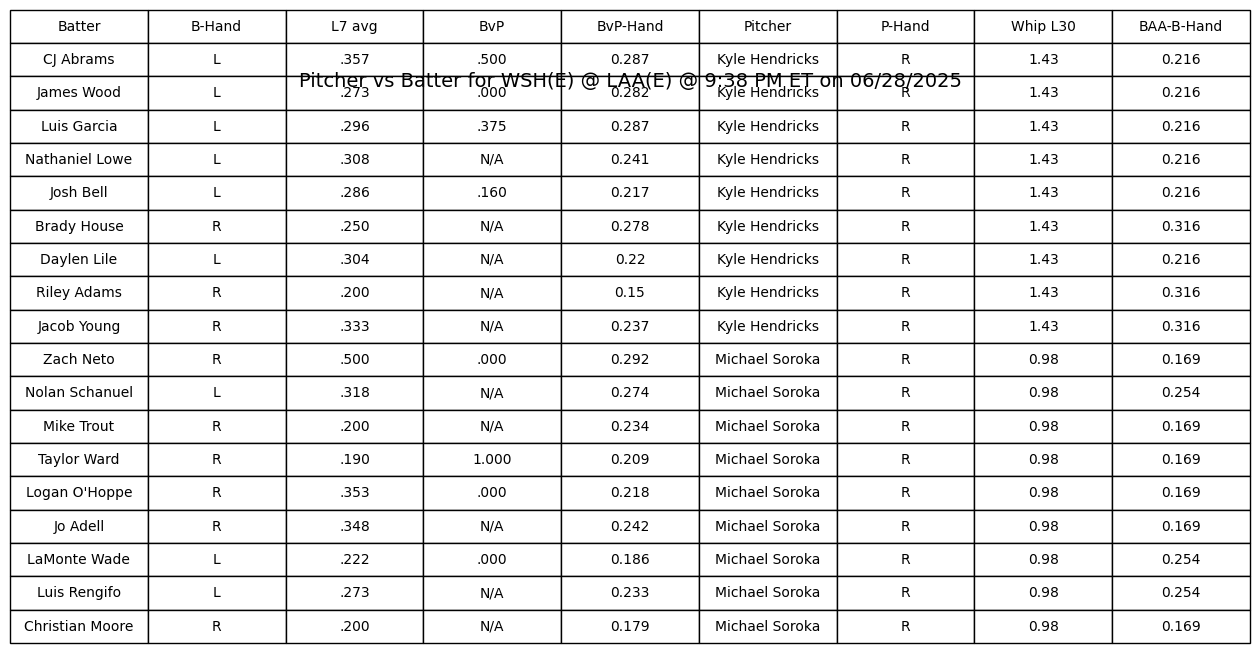 Batter B-Hand L7 avg BvP BvP-Hand Pitcher P-Hand Whip L30 BAA-B-Hand
CJ Abrams L .357 .500 0.287 Kyle Hendricks R 1.43 0.216
Pitcher vs Batter for WSH(E) @ LAA(E) @ 9:38 PM ET on 06/28/2025
James Wood L .273 .000 0.282 Kyle Hendricks R 1.43 0.216
Luis Garcia L .296 .375 0.287 Kyle Hendricks R 1.43 0.216
Nathaniel Lowe L .308 N/A 0.241 Kyle Hendricks R 1.43 0.216
Josh Bell L .286 .160 0.217 Kyle Hendricks R 1.43 0.216
Brady House R .250 N/A 0.278 Kyle Hendricks R 1.43 0.316
Daylen Lile L .304 N/A 0.22 Kyle Hendricks R 1.43 0.216
Riley Adams R .200 N/A 0.15 Kyle Hendricks R 1.43 0.316
Jacob Young R .333 N/A 0.237 Kyle Hendricks R 1.43 0.316
Zach Neto R .500 .000 0.292 Michael Soroka R 0.98 0.169
Nolan Schanuel L .318 N/A 0.274 Michael Soroka R 0.98 0.254
Mike Trout R .200 N/A 0.234 Michael Soroka R 0.98 0.169
Taylor Ward R .190 1.000 0.209 Michael Soroka R 0.98 0.169
Logan O'Hoppe R .353 .000 0.218 Michael Soroka R 0.98 0.169
Jo Adell R .348 N/A 0.242 Michael Soroka R 0.98 0.169
LaMonte Wade L .222 .000 0.186 Michael Soroka R 0.98 0.254
Luis Rengifo L .273 N/A 0.233 Michael Soroka R 0.98 0.254
Christian Moore R .200 N/A 0.179 Michael Soroka R 0.98 0.169